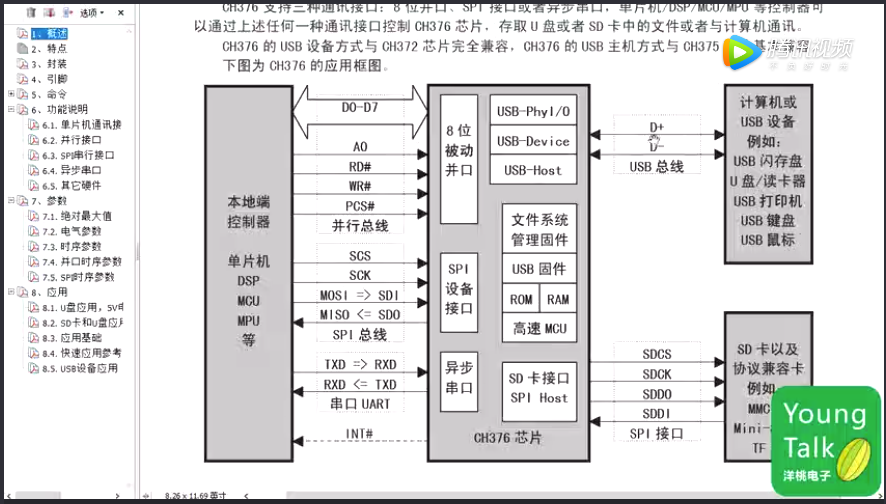 选项
1、概述
2、特点
3、封装
4、引脚
5、命令
6、功能说明
6.1. 单片机通讯接
6.2. 并行接口
6.3. SPI串行接口
6.4. 异步串口
6.5. 其它硬件
7、参数
7.1. 绝对最大值
7.2. 电气参数
7.3. 时序参数
7.4. 并口时序参数
7.5. SPI时序参数
8、应用
8.1. U盘应用, 5V电
8.2. SD卡和U盘应用
8.3. 应用基础
8.4. 快速应用参考
8.5. USB设备应用
CH376 支持三种通讯接口：8 位并口、SPI 接口或者异步串口，单片机/DSP/MCU/MPU 等控制器可
以通过上述任何一种通讯接口控制 CH376 芯片，存取 U 盘或者 SD 卡中的文件或者与计算机通讯。
CH376 的 USB 设备方式与 CH372 芯片完全兼容，CH376 的 USB 主机方式与 CH375
下图为 CH376 的应用框图。
腾讯视频
本地端
控制器
单片机
DSP
MCU
MPU
等
D0-D7
A0
RD#
WR#
PCS#
并行总线
SCS
SCK
MOSI => SDI
MISO <= SDO
SPI 总线
TXD => RXD
RXD <= TXD
串口 UART
INT#
8 位
被动
并口
SPI
设备
接口
异步
串口
USB-PhyI/O
USB-Device
USB-Host
文件系统
管理固件
USB 固件
ROM
RAM
高速 MCU
SD 卡接口
SPI Host
CH376 芯片
D+
D-
USB 总线
SDCS
SDCK
SDDO
SDDI
SPI 接口
计算机或
USB 设备
例如:
USB 闪存盘
U 盘/读卡器
USB 打印机
USB 键盘
USB 鼠标
SD 卡以及
协议兼容卡
例如
MMC
Mini-
TF
Young
Talk
洋桃电子
8.26 x 11.69 英寸